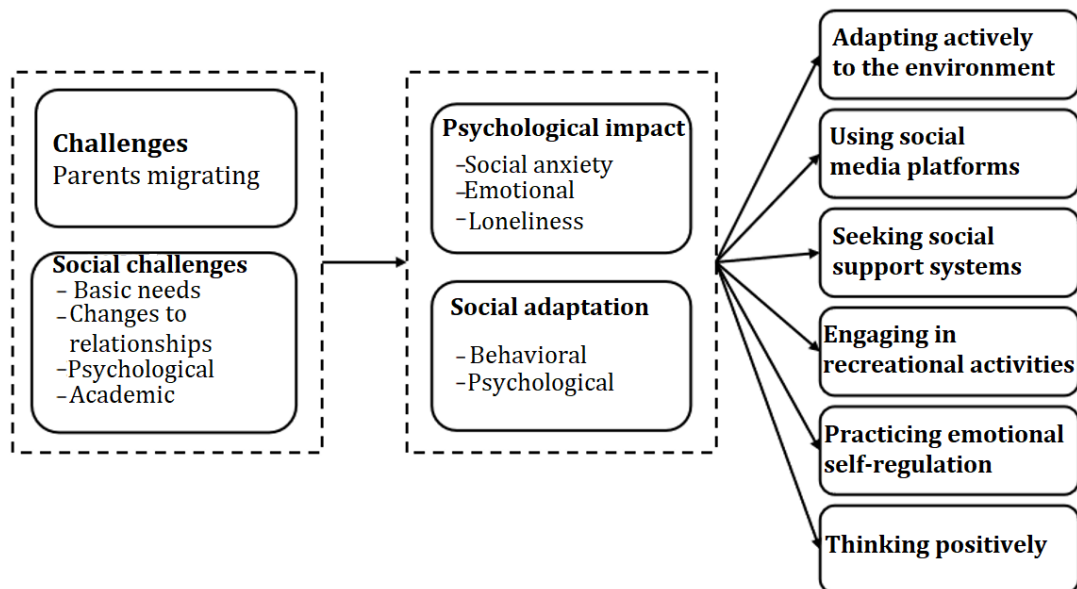 Challenges
Parents migrating
Social challenges
- Basic needs
-Changes to
relationships
-Psychological
-Academic
Psychological impact
-Social anxiety
-Emotional
-Loneliness
Social adaptation
-Behavioral
-Psychological
Adapting actively
to the environment
Using social
media platforms
Seeking social
support systems
Engaging in
recreational activities
Practicing emotional
self-regulation
Thinking positively